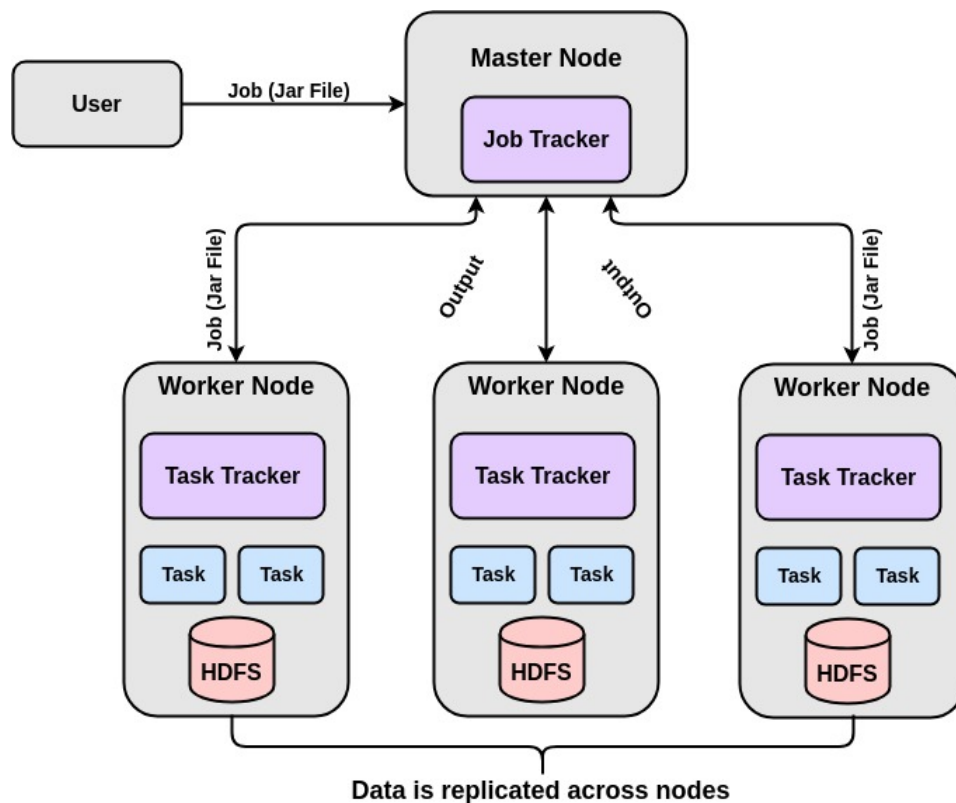 Master Node
User
Job (Jar File)
Job Tracker
Job (Jar File)
Output
Output
Job (Jar File)
Worker Node
Worker Node
Worker Node
Task Tracker
Task Tracker
Task Tracker
Task
Task
Task
Task
Task
Task
HDFS
HDFS
HDFS
Data is replicated across nodes